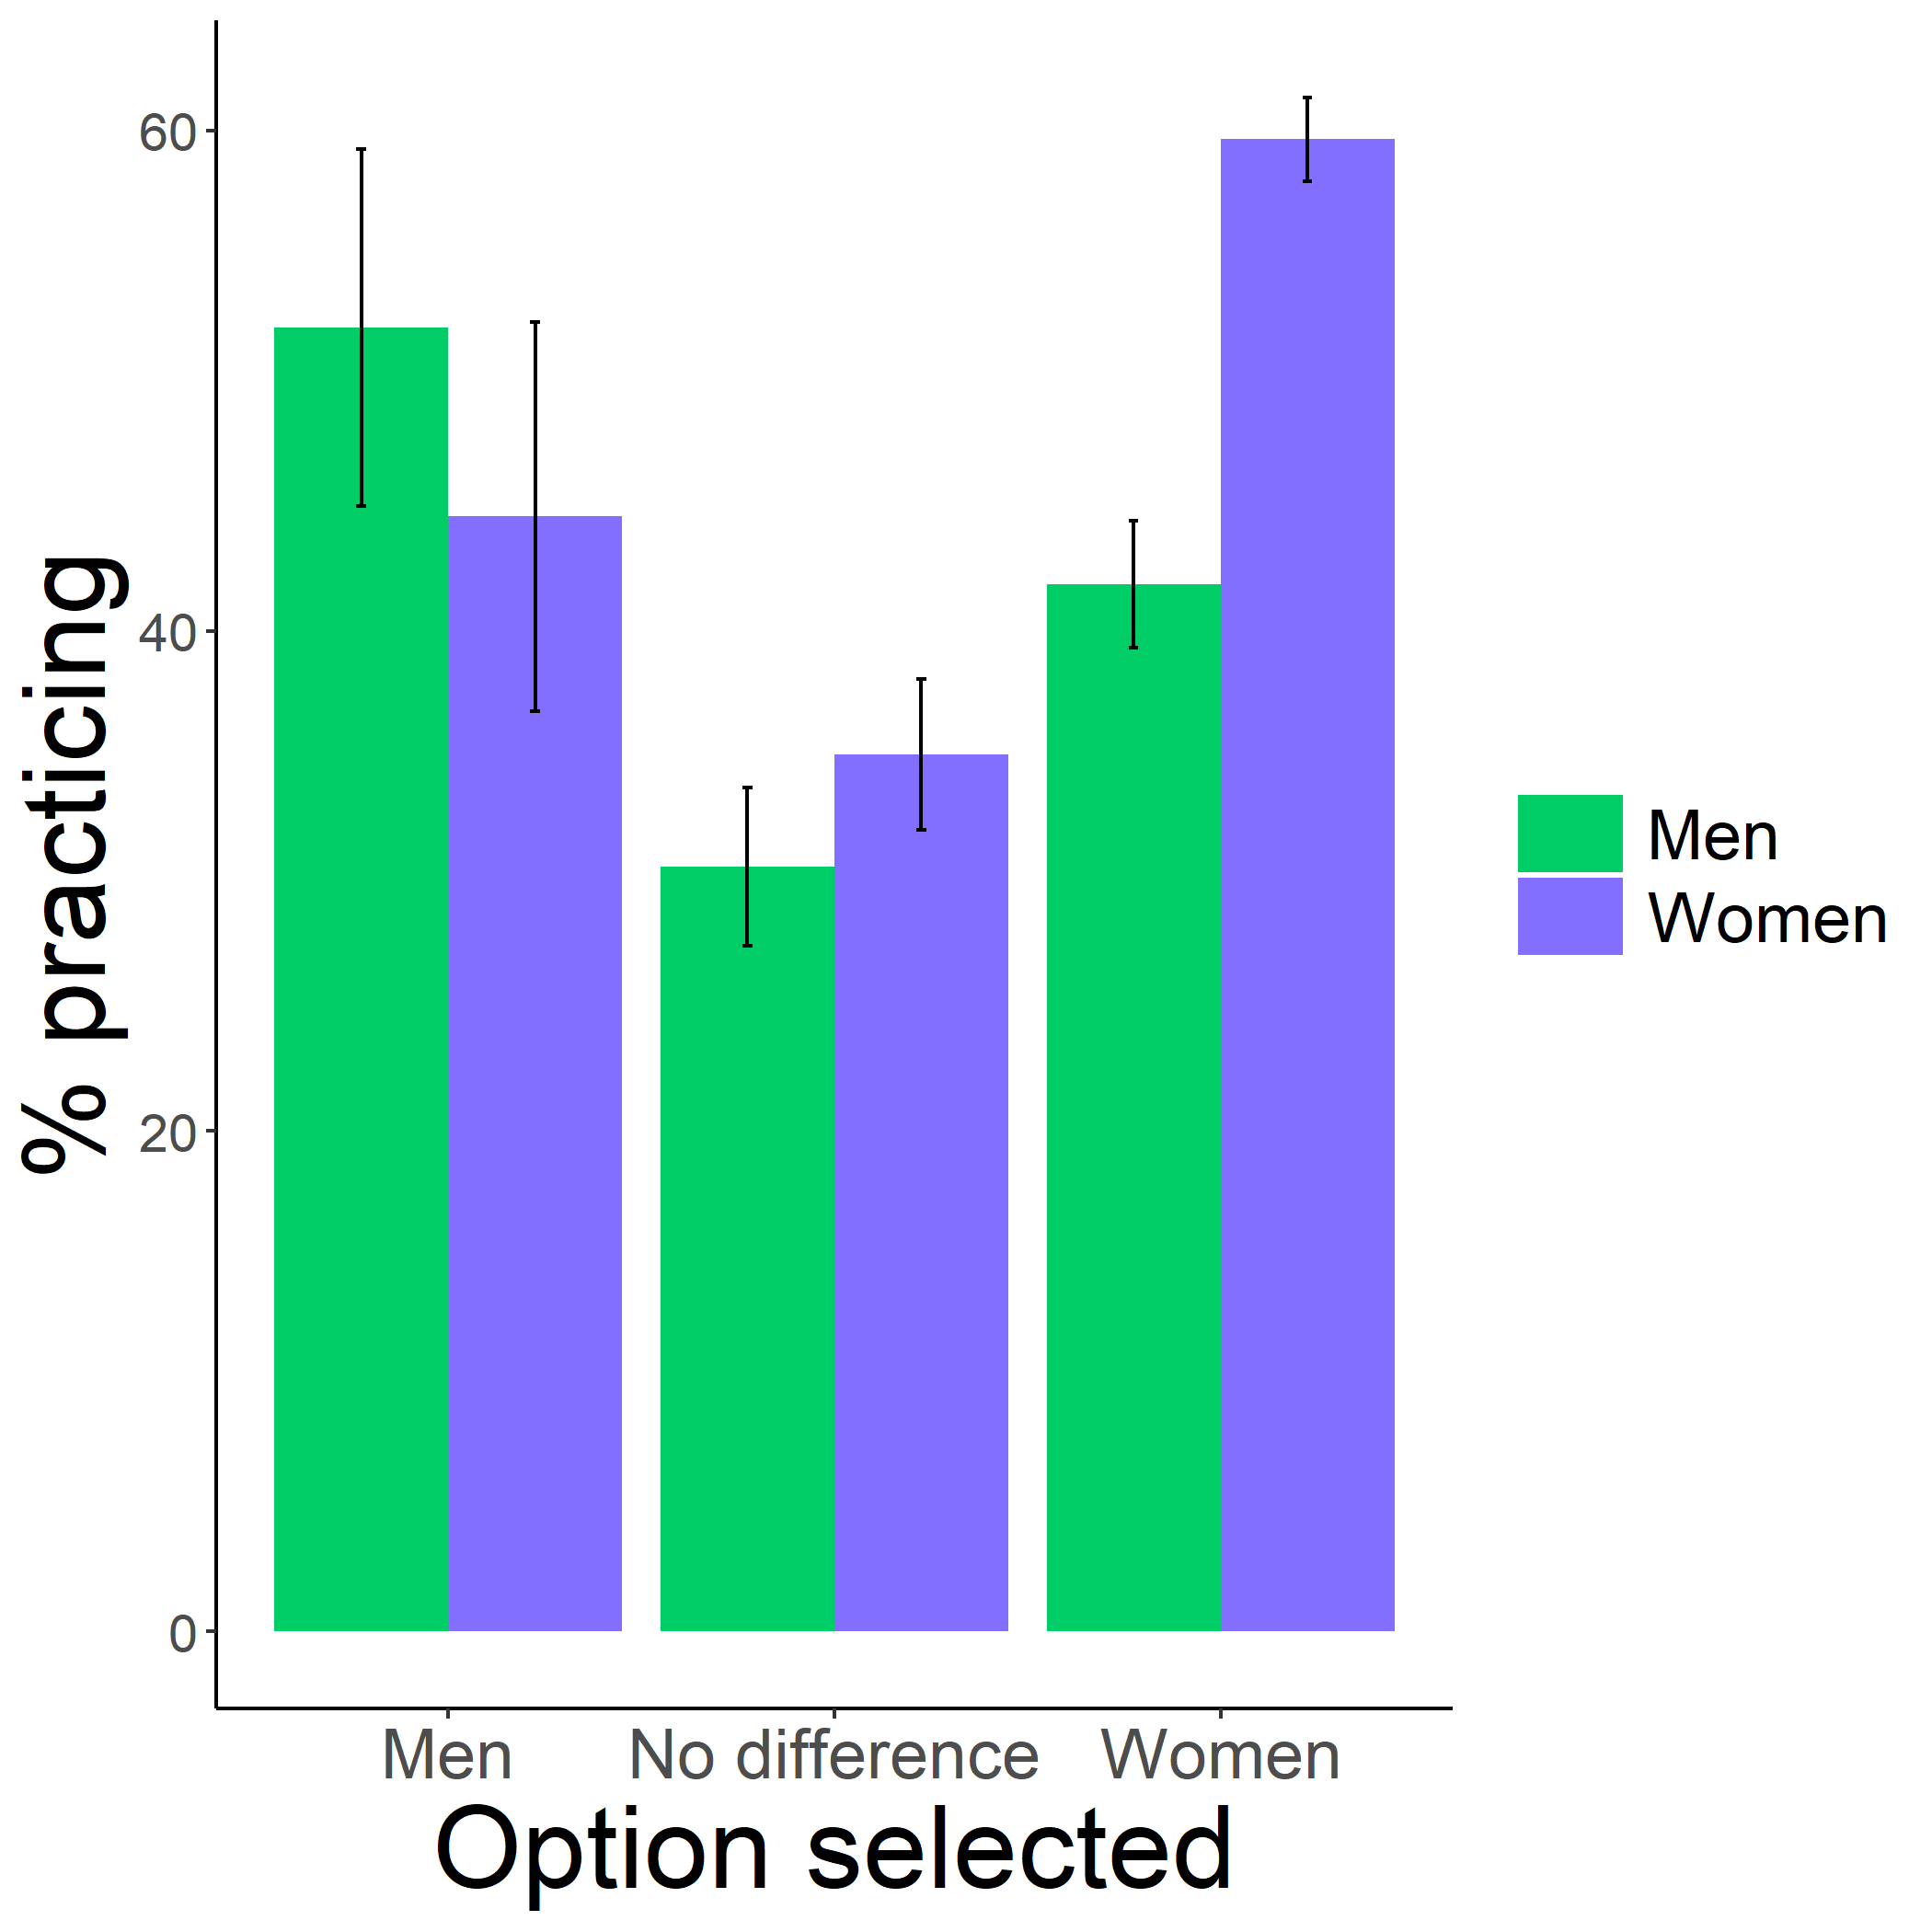 % practicing
60
40
20
0
Men
No difference
Women
Option selected
Men
Women